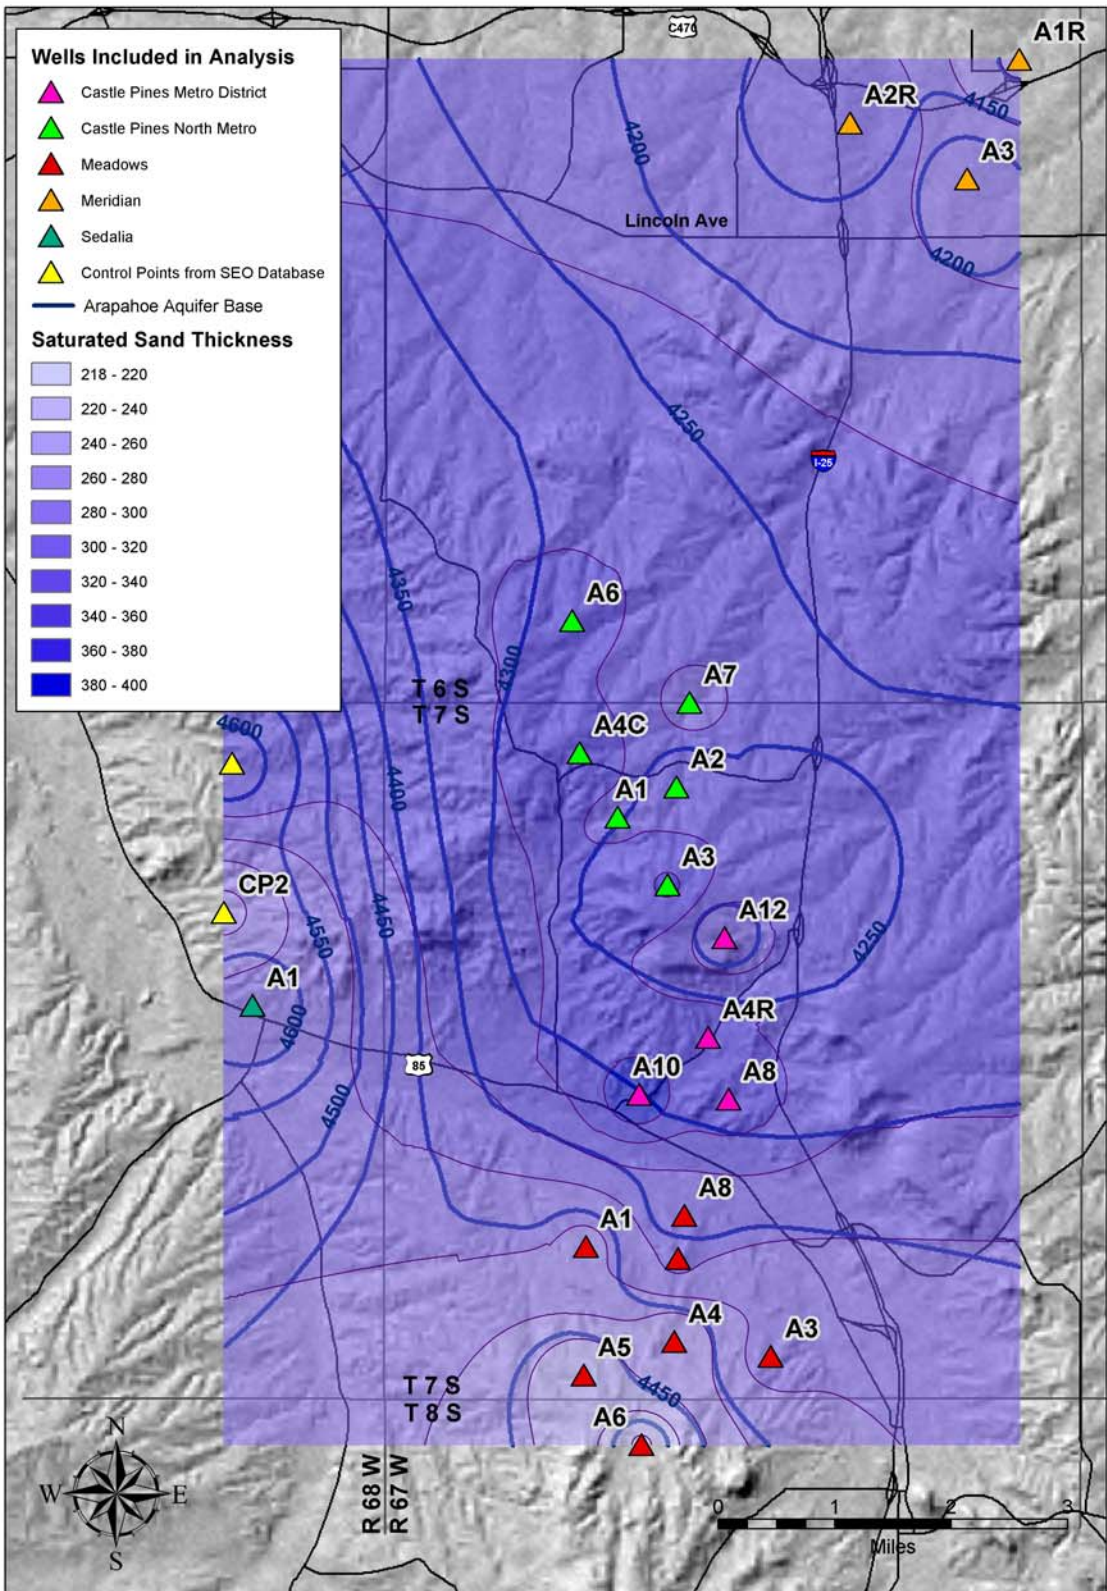 C470
A1R
Wells Included in Analysis
Castle Pines Metro District
Castle Pines North Metro
Meadows
Meridian
Sedalia
Control Points from SEO Database
Arapahoe Aquifer Base
Saturated Sand Thickness
218 - 220
220 - 240
240 - 260
260 - 280
280 - 300
300 - 320
320 - 340
340 - 360
360 - 380
380 - 400
A2R
4150
4200
A3
Lincoln Ave
4200
4250
I-25
4350
A6
4300
T 6 S
T 7 S
A7
4600
A4C
A2
4400
A1
A3
CP2
A12
4450
4550
4250
A1
4600
A4R
85
A10
A8
4500
A8
A1
A4
A3
A5
T 7 S
T 8 S
4450
A6
N
W
E
S
R 68 W
R 67 W
0
1
2
3
Miles